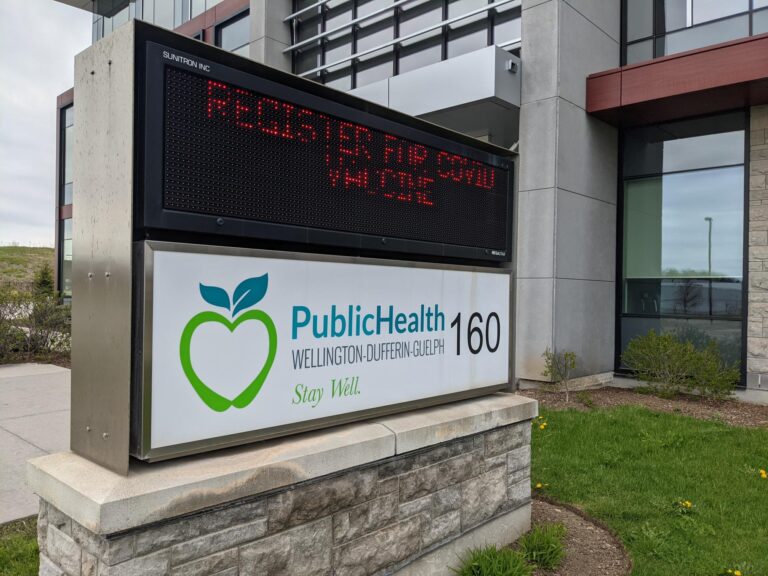 SUNITRON INC
REGISTER FOR COVID
VACCINE
PublicHealth
WELLINGTON-DUFFERIN-GUELPH
Stay Well.
160